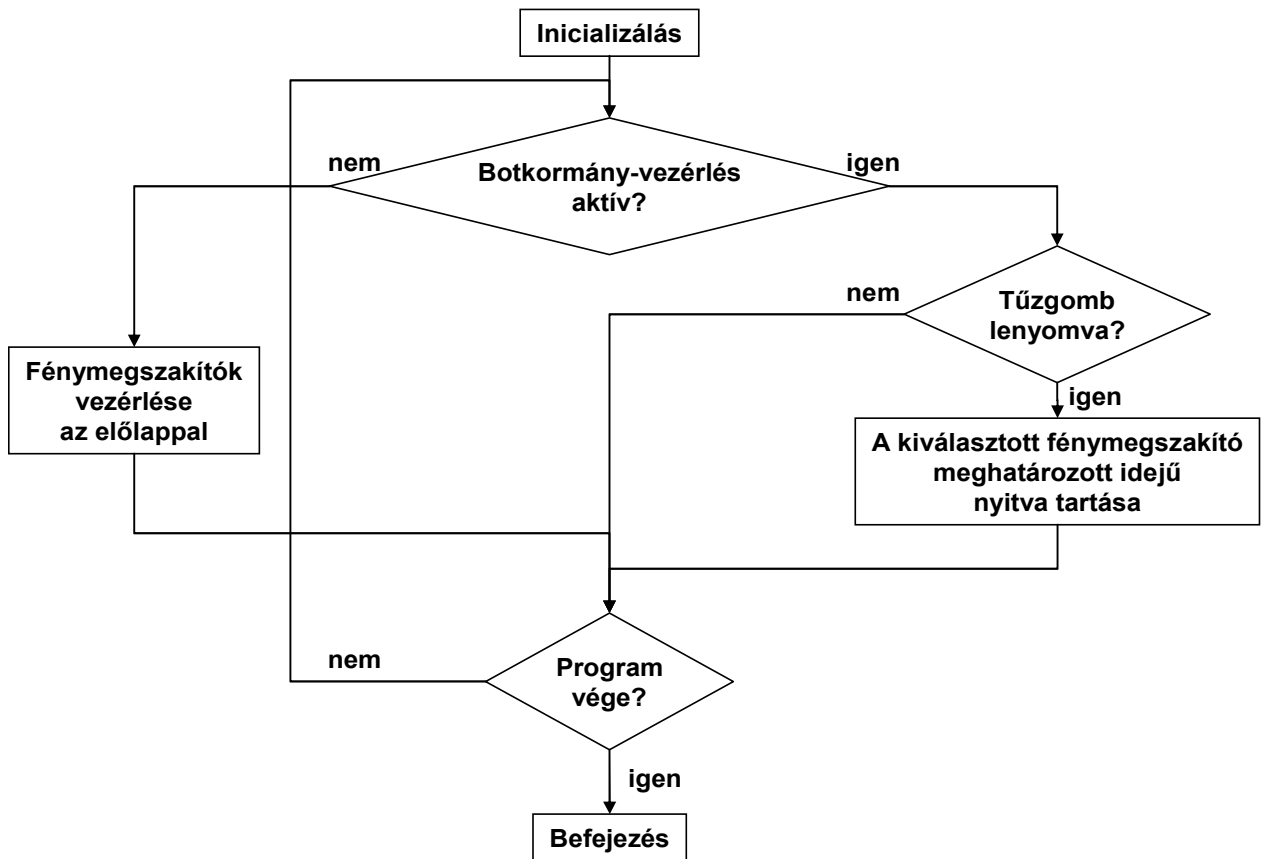 Inicializálás
nem
igen
Botkormány-vezérlés
aktív?
nem
Tűzgomb
lenyomva?
igen
Fénymegszakítók
vezérlése
az előlappal
A kiválasztott fénymegszakító
meghatározott idejű
nyitva tartása
nem
Program
vége?
igen
Befejezés